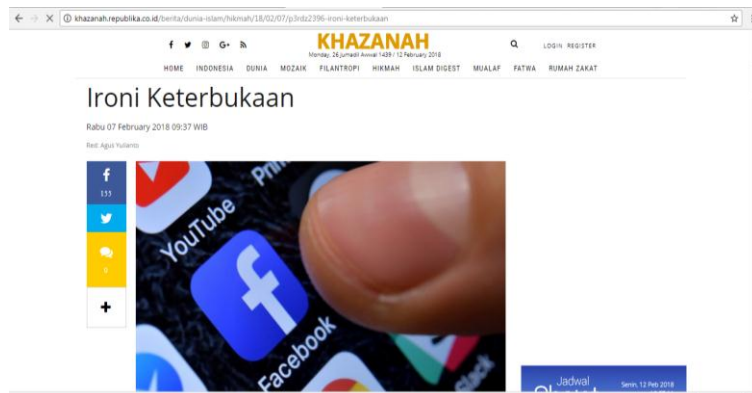 khazanah.republika.co.id/berita/dunia-islam/hikmah/18/02/07/p3rdz2396-ironi-keterbukaan
KHAZANAH
Monday, 26 Jumadil Awwal 1439 / 12 February 2018
LOGIN REGISTER
HOME INDONESIA DUNIA MOZAIK FILANTROPI HIKMAH ISLAM DIGEST MUALAF FATWA RUMAH ZAKAT
Ironi Keterbukaan
Rabu 07 February 2018 09:37 WIB
Red: Agus Yulianto
155
0
YouTube
Facebook
Jadwal
Senin, 12 Peb 2018